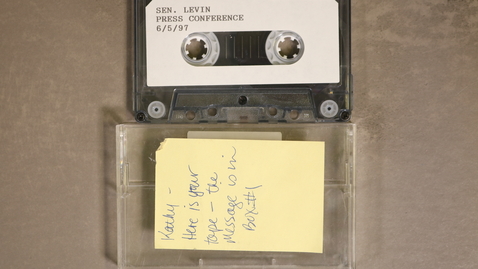 SEN. LEVIN
PRESS CONFERENCE
6/5/97
Kathy -
Here is your
tape - the
message is in
Box #1